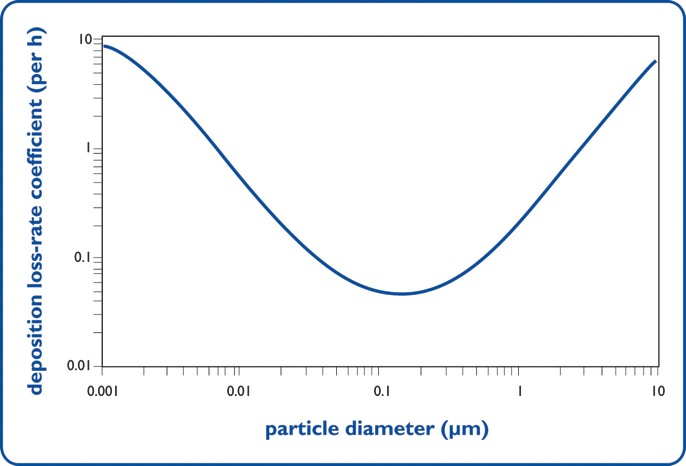 deposition loss-rate coefficient (per h)
10
1
0.1
0.01
0.001 0.01 0.1 1 10
particle diameter (µm)